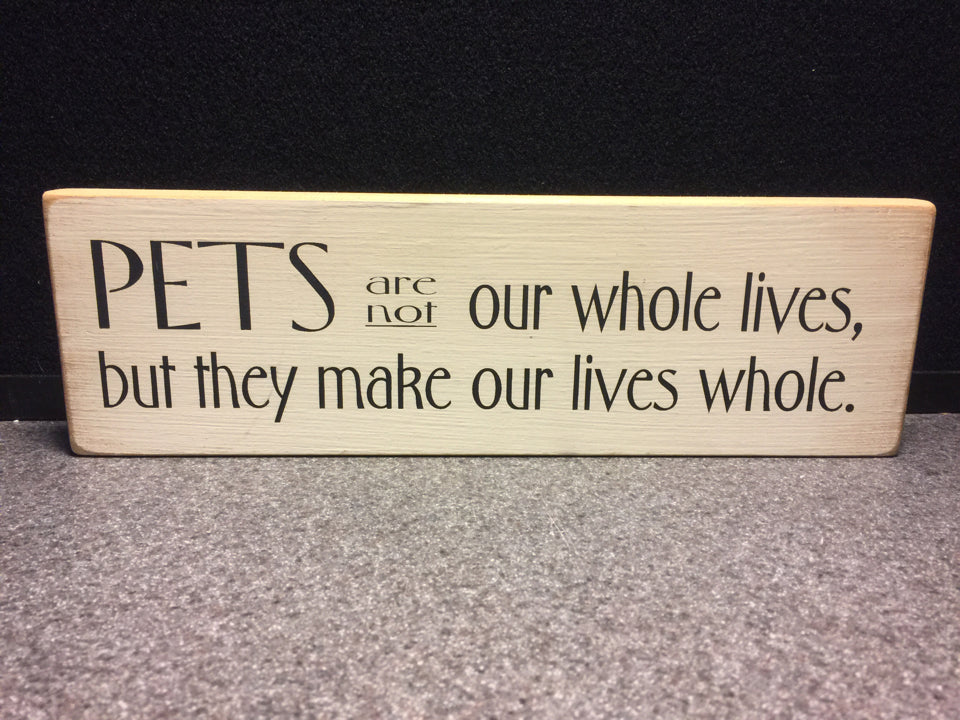 PETS are not our whole lives,
but they make our lives whole.